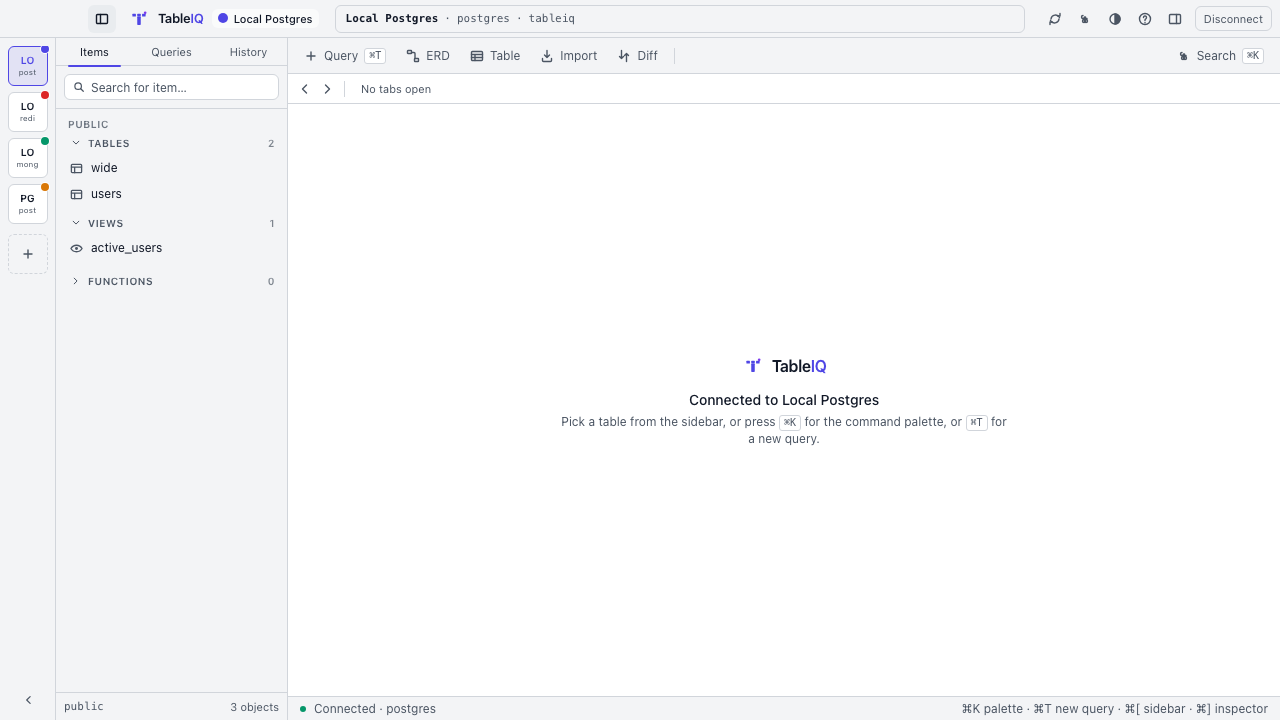 TableIQ
Local Postgres
Local Postgres · postgres · tableiq
Disconnect
LO
post
LO
redi
LO
mong
PG
post
Items
Queries
History
Search for item...
PUBLIC
TABLES 2
wide
users
VIEWS 1
active_users
FUNCTIONS 0
public
3 objects
Query ⌘T
ERD
Table
Import
Diff
Search ⌘K
No tabs open
TableIQ
Connected to Local Postgres
Pick a table from the sidebar, or press ⌘K for the command palette, or ⌘T for
a new query.
Connected · postgres
⌘K palette · ⌘T new query · ⌘[ sidebar · ⌘] inspector